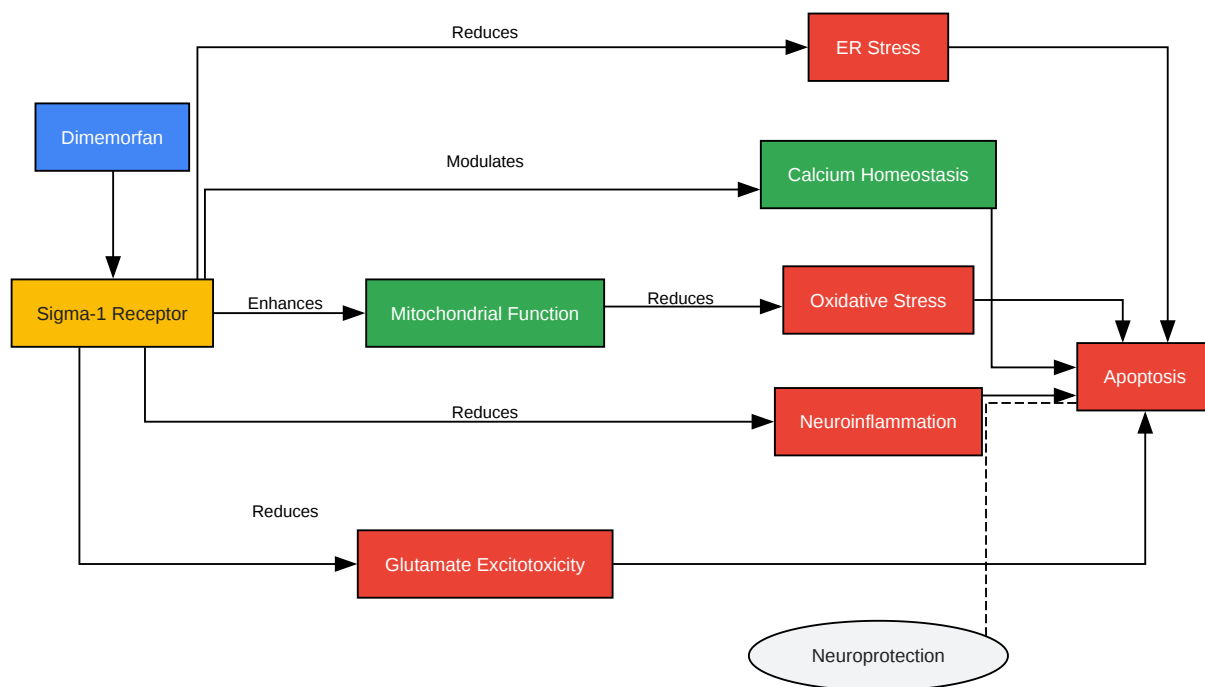 Reduces
ER Stress
Dimemorfan
Modulates
Calcium Homeostasis
Sigma-1 Receptor
Enhances
Mitochondrial Function
Reduces
Oxidative Stress
Apoptosis
Reduces
Neuroinflammation
Reduces
Glutamate Excitotoxicity
Neuroprotection